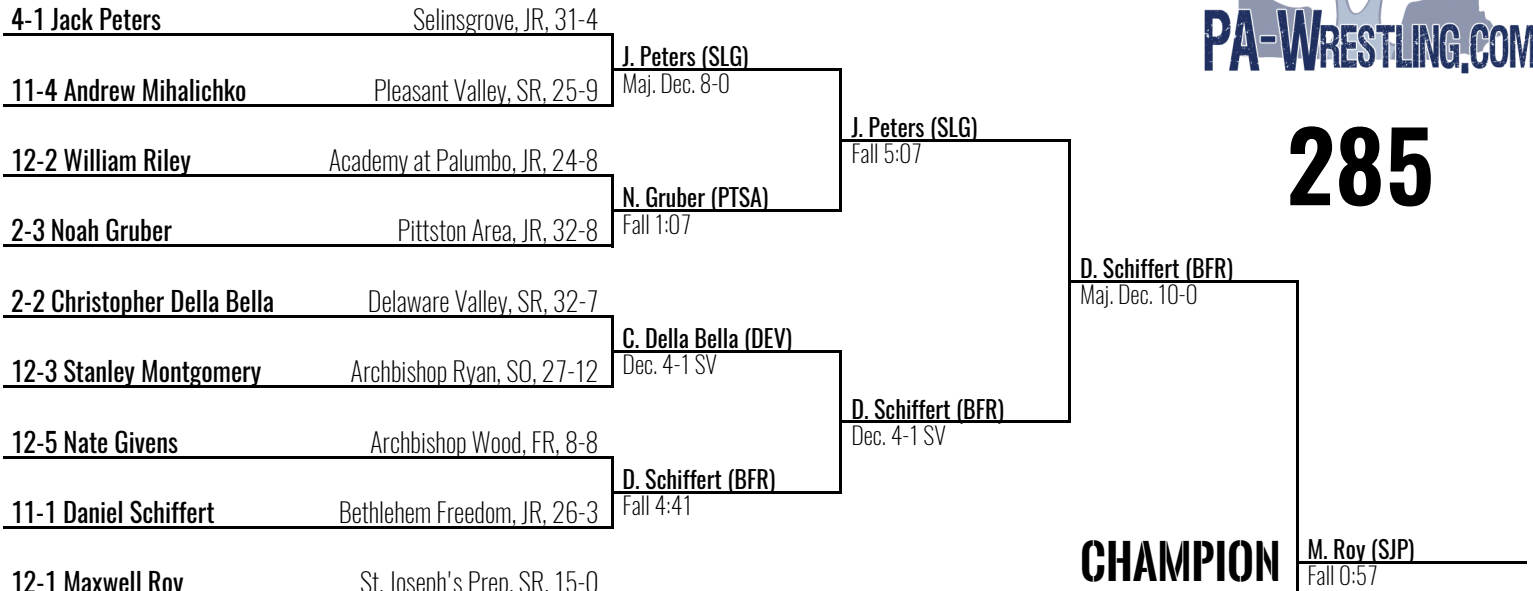 4-1 Jack Peters Selinsgrove, JR, 31-4
J. Peters (SLG)
Maj. Dec. 8-0
11-4 Andrew Mihalichko Pleasant Valley, SR, 25-9
J. Peters (SLG)
Fall 5:07
12-2 William Riley Academy at Palumbo, JR, 24-8
N. Gruber (PTSA)
Fall 1:07
2-3 Noah Gruber Pittston Area, JR, 32-8
D. Schiffert (BFR)
Maj. Dec. 10-0
2-2 Christopher Della Bella Delaware Valley, SR, 32-7
C. Della Bella (DEV)
Dec. 4-1 SV
12-3 Stanley Montgomery Archbishop Ryan, SO, 27-12
D. Schiffert (BFR)
Dec. 4-1 SV
12-5 Nate Givens Archbishop Wood, FR, 8-8
D. Schiffert (BFR)
Fall 4:41
11-1 Daniel Schiffert Bethlehem Freedom, JR, 26-3
12-1 Maxwell Roy St. Joseph's Prep, SR, 15-0
PA-WRESTLING.COM
285
CHAMPION
M. Roy (SJP)
Fall 0:57